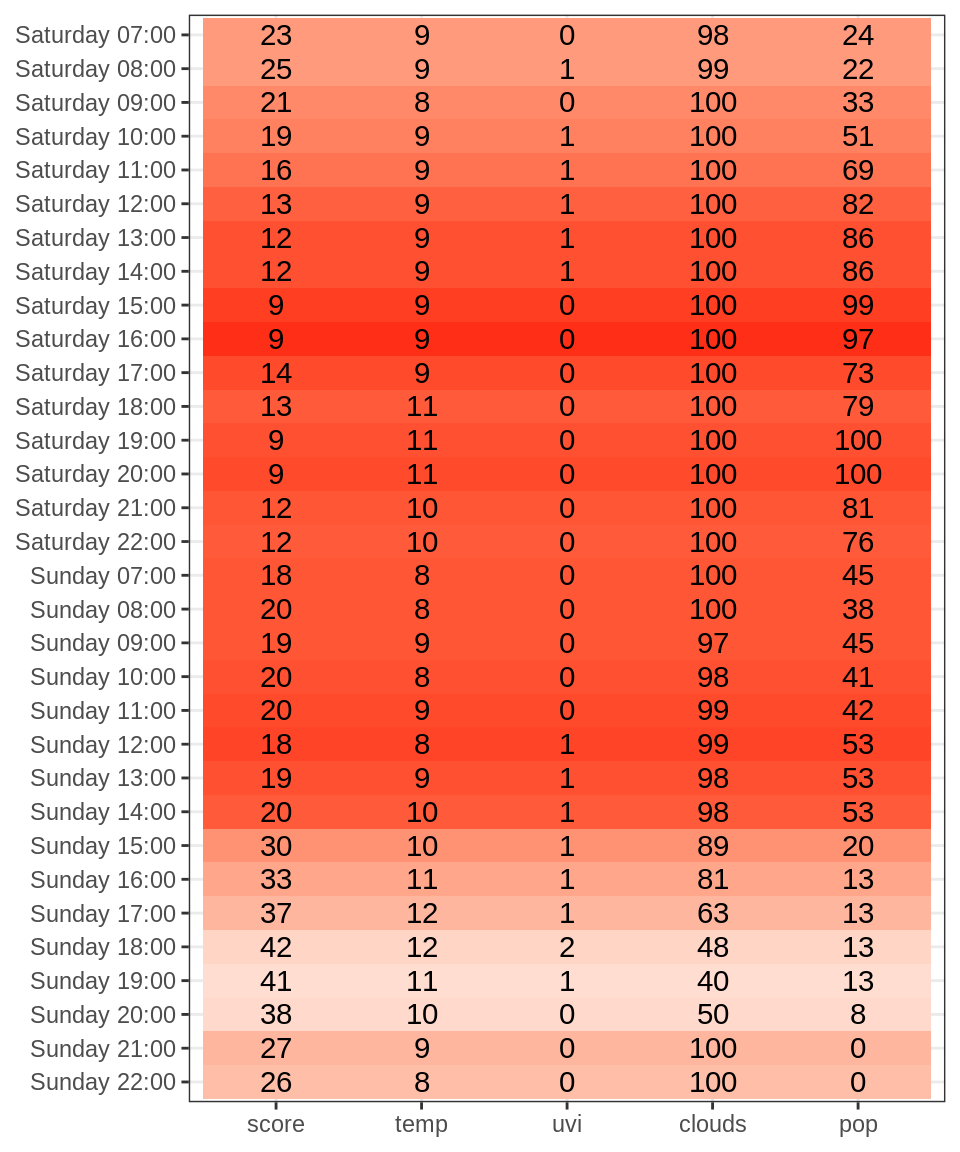 Saturday 07:00 23 9 0 98 24
Saturday 08:00 25 9 1 99 22
Saturday 09:00 21 8 0 100 33
Saturday 10:00 19 9 1 100 51
Saturday 11:00 16 9 1 100 69
Saturday 12:00 13 9 1 100 82
Saturday 13:00 12 9 1 100 86
Saturday 14:00 12 9 1 100 86
Saturday 15:00 9 9 0 100 99
Saturday 16:00 9 9 0 100 97
Saturday 17:00 14 9 0 100 73
Saturday 18:00 13 11 0 100 79
Saturday 19:00 9 11 0 100 100
Saturday 20:00 9 11 0 100 100
Saturday 21:00 12 10 0 100 81
Saturday 22:00 12 10 0 100 76
Sunday 07:00 18 8 0 100 45
Sunday 08:00 20 8 0 100 38
Sunday 09:00 19 9 0 97 45
Sunday 10:00 20 8 0 98 41
Sunday 11:00 20 9 0 99 42
Sunday 12:00 18 8 1 99 53
Sunday 13:00 19 9 1 98 53
Sunday 14:00 20 10 1 98 53
Sunday 15:00 30 10 1 89 20
Sunday 16:00 33 11 1 81 13
Sunday 17:00 37 12 1 63 13
Sunday 18:00 42 12 2 48 13
Sunday 19:00 41 11 1 40 13
Sunday 20:00 38 10 0 50 8
Sunday 21:00 27 9 0 100 0
Sunday 22:00 26 8 0 100 0
score temp uvi clouds pop